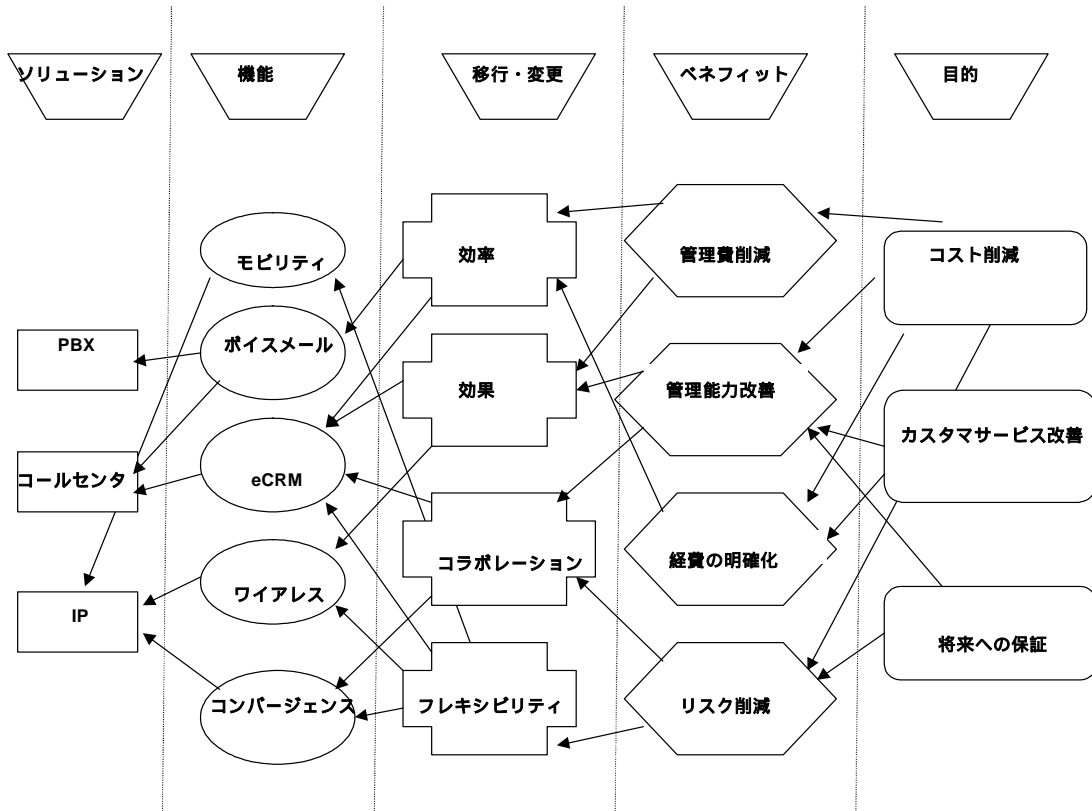 ソリューション
機能
移行・変更
ベネフィット
目的
モビリティ
効率
管理費削減
コスト削減
PBX
ボイスメール
効果
管理能力改善
カスタマサービス改善
コールセンタ
eCRM
コラボレーション
経費の明確化
IP
ワイアレス
将来への保証
コンバージェンス
フレキシビリティ
リスク削減